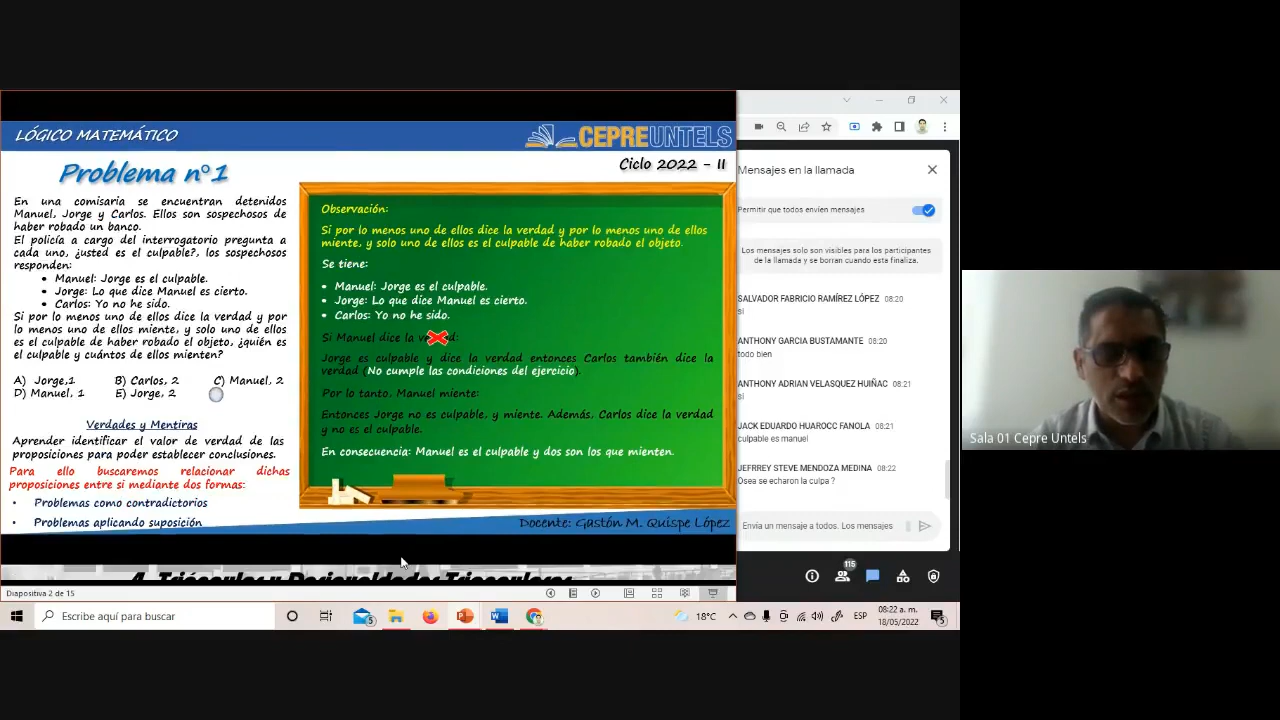 LÓGICO MATEMÁTICO
CEPREUNTELS
Problema n°1
Ciclo 2022 - II
En una comisaria se encuentran detenidos
Manuel, Jorge y Carlos. Ellos son sospechosos de
haber robado un banco.
El policía a cargo del interrogatorio pregunta a
cada uno, ¿usted es el culpable?, los sospechosos
responden:
• Manuel: Jorge es el culpable.
• Jorge: Lo que dice Manuel es cierto.
• Carlos: Yo no he sido.
Si por lo menos uno de ellos dice la verdad y por
lo menos uno de ellos miente, y solo uno de ellos
es el culpable de haber robado el objeto, ¿quién es
el culpable y cuántos de ellos mienten?
A) Jorge,1 B) Carlos, 2 C) Manuel, 2
D) Manuel, 1 E) Jorge, 2
Verdades y Mentiras
Aprender identificar el valor de verdad de las
proposiciones para poder establecer conclusiones.
Para ello buscaremos relacionar dichas
proposiciones entre si mediante dos formas:
• Problemas como contradictorios
• Problemas aplicando suposición
Observación:
Si por lo menos uno de ellos dice la verdad y por lo menos uno de ellos
miente, y solo uno de ellos es el culpable de haber robado el objeto.
Se tiene:
• Manuel: Jorge es el culpable.
• Jorge: Lo que dice Manuel es cierto.
• Carlos: Yo no he sido.
Si Manuel dice la
Jorge es culpable y dice la verdad entonces Carlos también dice la
verdad (No cumple las condiciones del ejercicio).
Por lo tanto, Manuel miente:
Entonces Jorge no es culpable, y miente. Además, Carlos dice la verdad
y no es el culpable.
En consecuencia: Manuel es el culpable y dos son los que mienten.
Docente: Gastón M. Quispe López
4. Triángulos y Desigualdades Triangulares
Diapositiva 2 de 15
Mensajes en la llamada
Permitir que todos envíen mensajes
Los mensajes solo son visibles para los participantes
de la llamada y se borran cuando esta finaliza.
SALVADOR FABRICIO RAMÍREZ LÓPEZ 08:20
si
ANTHONY GARCIA BUSTAMANTE 08:20
todo bien
ANTHONY ADRIAN VELASQUEZ HUIÑAC 08:21
si
JACK EDUARDO HUAROCC FANOLA 08:21
culpable es manuel
JEFRREY STEVE MENDOZA MEDINA 08:22
Osea se echaron la culpa ?
Envía un mensaje a todos. Los mensajes
115
Sala 01 Cepre Untels
Escribe aquí para buscar
5
18°C
ESP
08:22 a. m.
18/05/2022
5